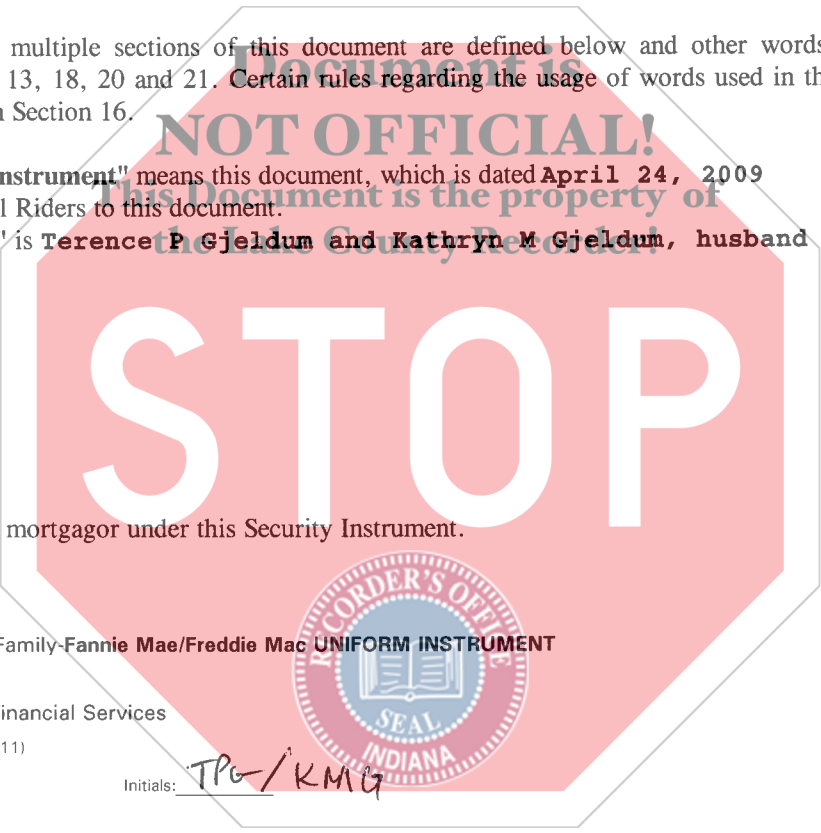 multiple sections of this document are defined below and other words
13, 18, 20 and 21. Certain rules regarding the usage of words used in th
Section 16.
Document is
NOT OFFICIAL!
This Document is the property of
the Lake County Recorder!
nstrument" means this document, which is dated April 24, 2009
l Riders to this document.
" is Terence P Gjeldum and Kathryn M Gjeldum, husband
STOP
mortgagor under this Security Instrument.
RECORDER'S OFFICE
SEAL
INDIANA
Family-Fannie Mae/Freddie Mac UNIFORM INSTRUMENT
inancial Services
11)
Initials: TPG/KMG